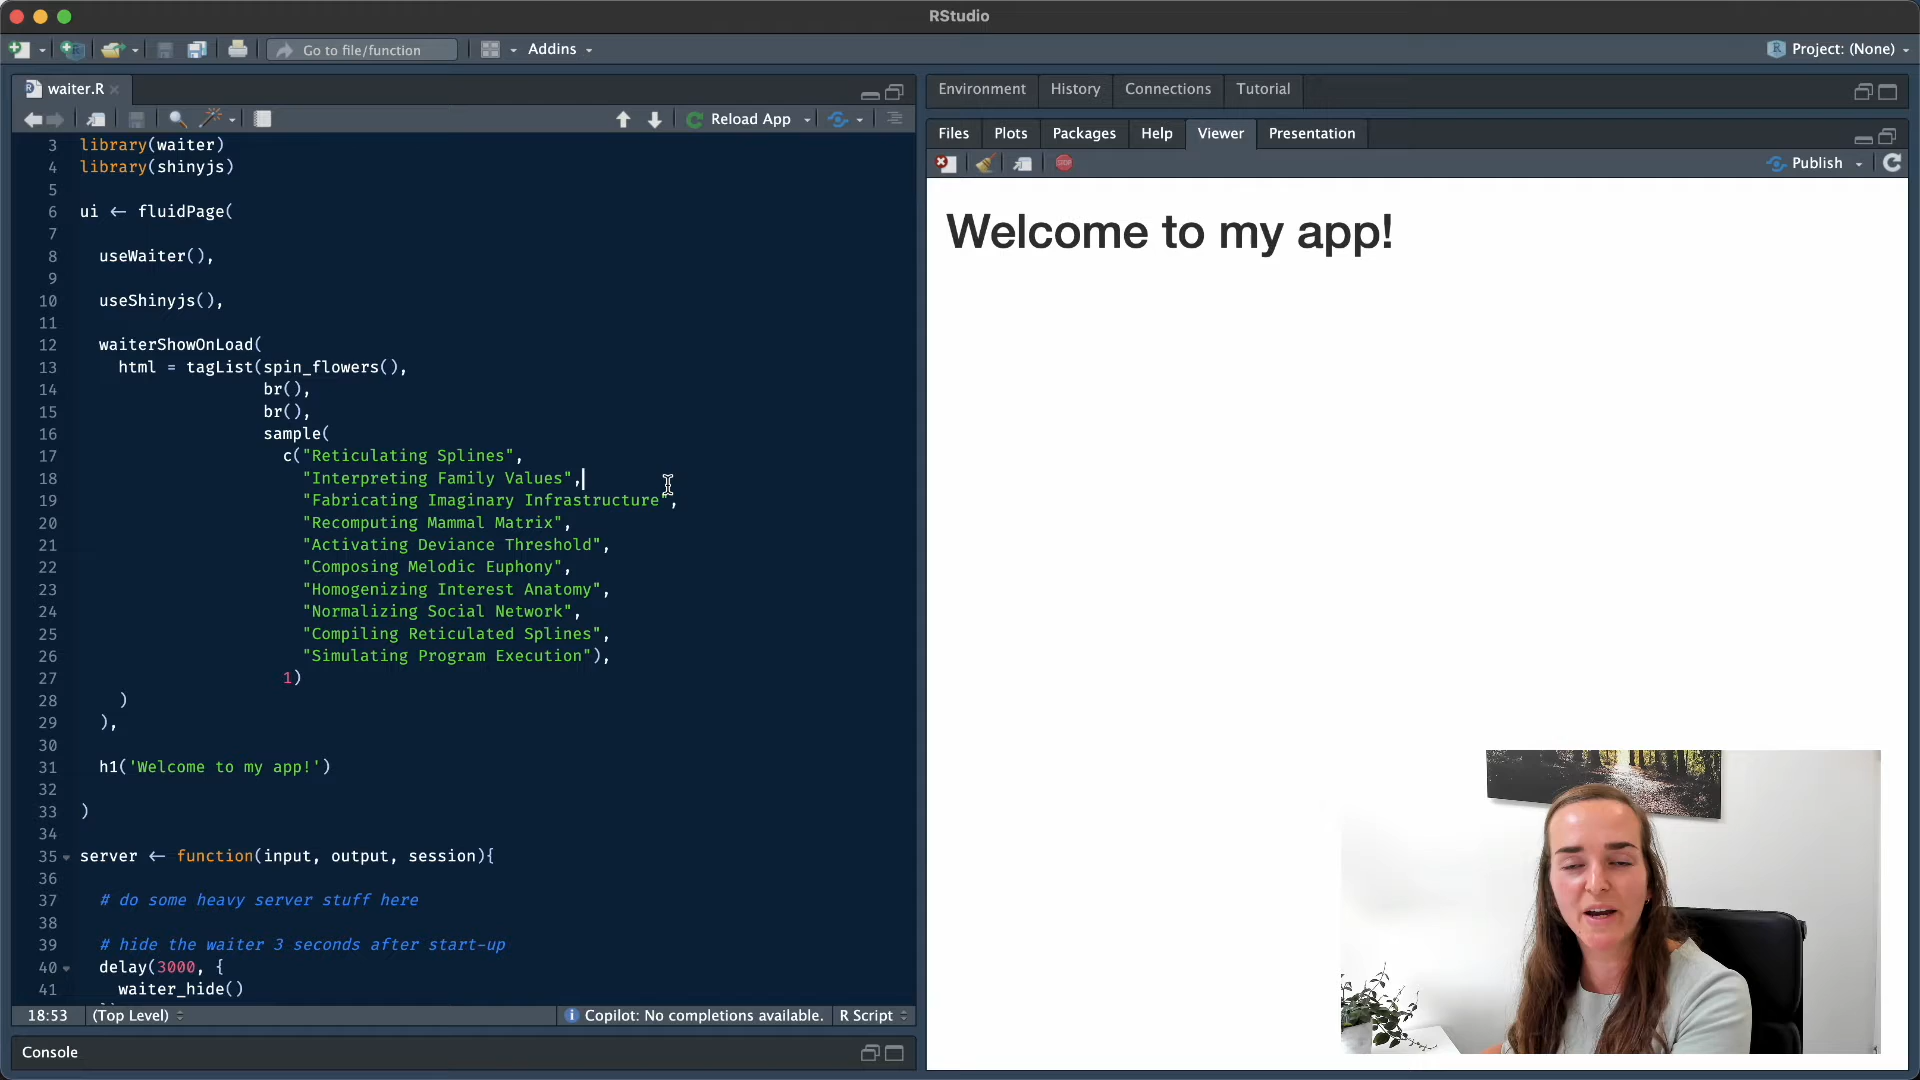 RStudio
Go to file/function
Addins
Project: (None)
waiter.R
Reload App
3 library(waiter)
4 library(shinyjs)
5
6 ui <- fluidPage(
7
8 useWaiter(),
9
10 useShinyjs(),
11
12 waiterShowOnLoad(
13 html = tagList(spin_flowers(),
14 br(),
15 br(),
16 sample(
17 c("Reticulating Splines",
18 "Interpreting Family Values",
19 "Fabricating Imaginary Infrastructure",
20 "Recomputing Mammal Matrix",
21 "Activating Deviance Threshold",
22 "Composing Melodic Euphony",
23 "Homogenizing Interest Anatomy",
24 "Normalizing Social Network",
25 "Compiling Reticulated Splines",
26 "Simulating Program Execution"),
27 1)
28 )
29 ),
30
31 h1('Welcome to my app!')
32
33 )
34
35 server <- function(input, output, session){
36
37 # do some heavy server stuff here
38
39 # hide the waiter 3 seconds after start-up
40 delay(3000, {
41 waiter_hide()
18:53 (Top Level) Copilot: No completions available. R Script
Console
Environment History Connections Tutorial
Files Plots Packages Help Viewer Presentation
STOP
Publish
Welcome to my app!